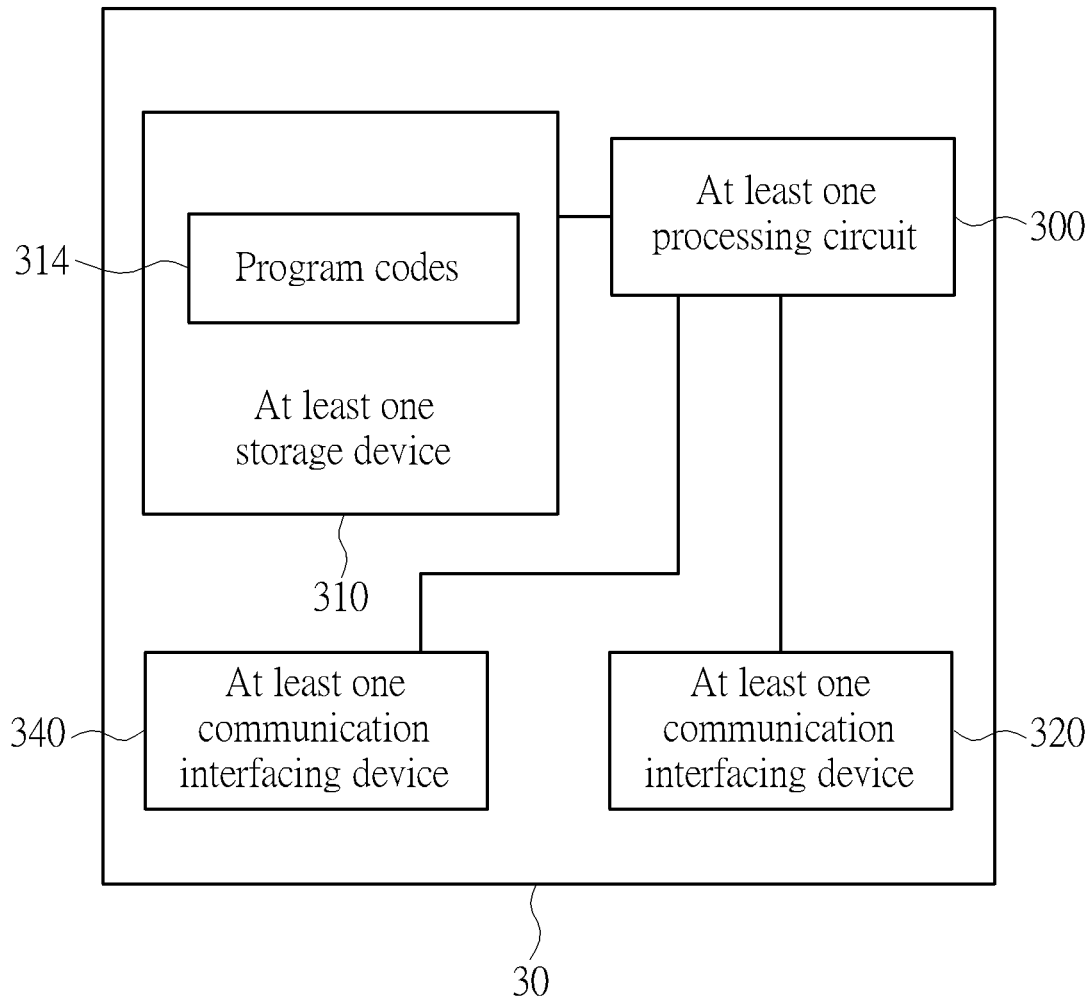 At least one
processing circuit
300
314
Program codes
At least one
storage device
310
At least one
communication
interfacing device
340
At least one
communication
interfacing device
320
30